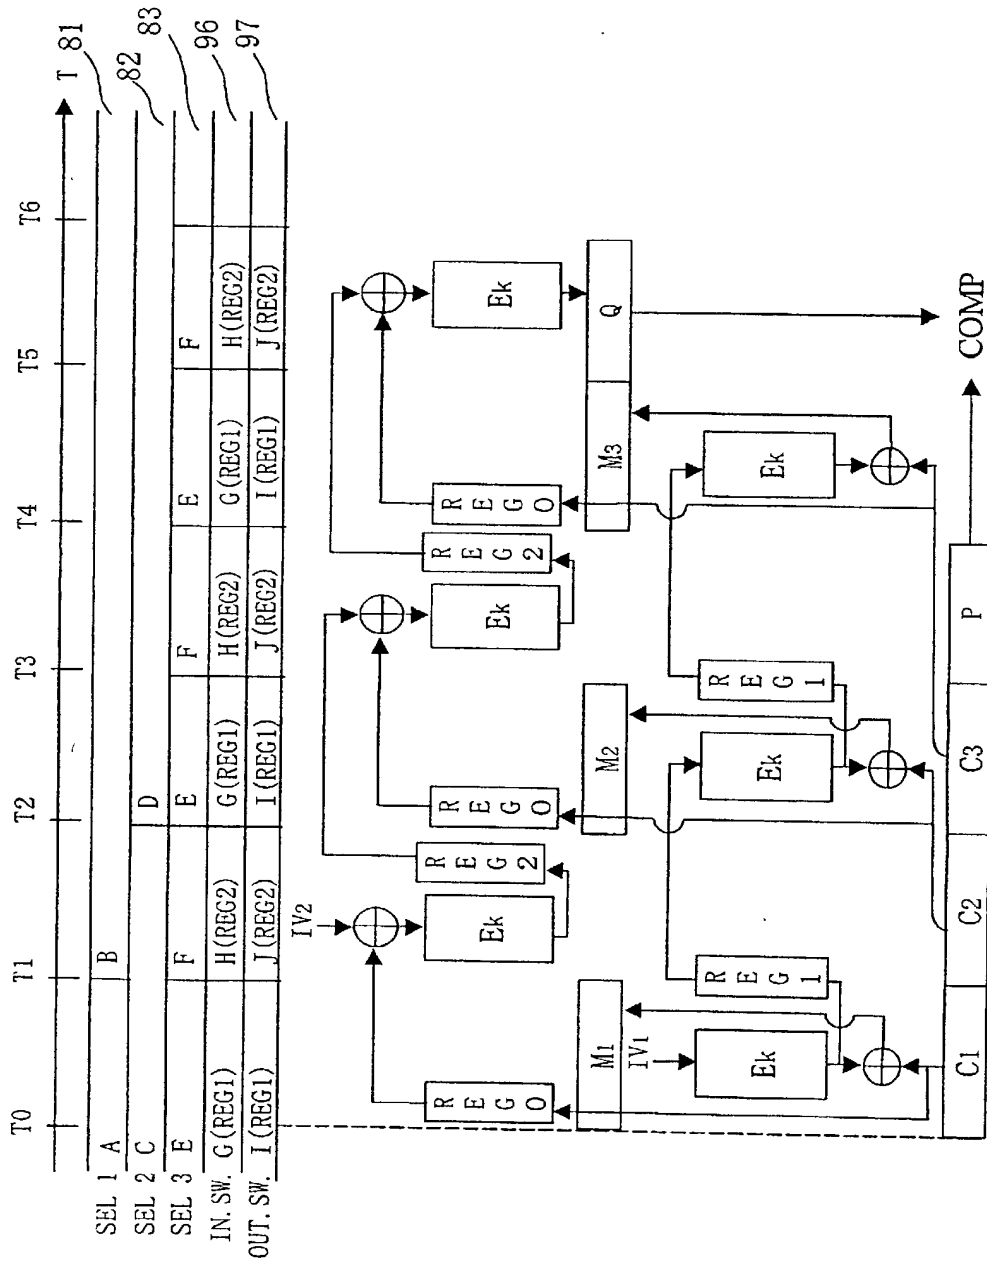 T0 T1 T2 T3 T4 T5 T6 T
SEL 1 A B 81
SEL 2 C D 82
SEL 3 E F E F E F 83
IN. SW. G(REG1) H(REG2) G(REG1) H(REG2) G(REG1) H(REG2) 96
OUT. SW. I(REG1) J(REG2) I(REG1) J(REG2) I(REG1) J(REG2) 97
IV2
Ek Ek Ek
REG0 REG2 REG0 REG2 REG0
M1 M2 M3 Q
IV1
Ek REG1 Ek REG1 Ek
C1 C2 C3 P COMP